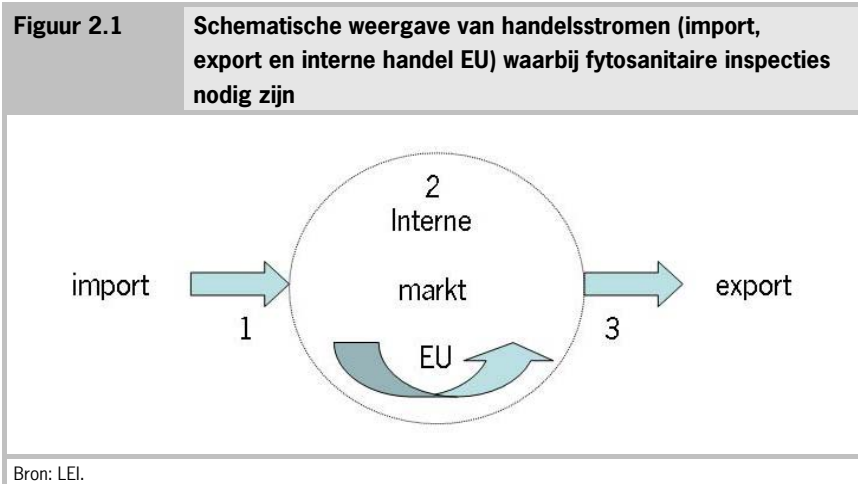 Figuur 2.1
Schematische weergave van handelsstromen (import,
export en interne handel EU) waarbij fytosanitaire inspecties
nodig zijn
2
Interne
import
markt
export
1
3
EU
Bron: LEI.